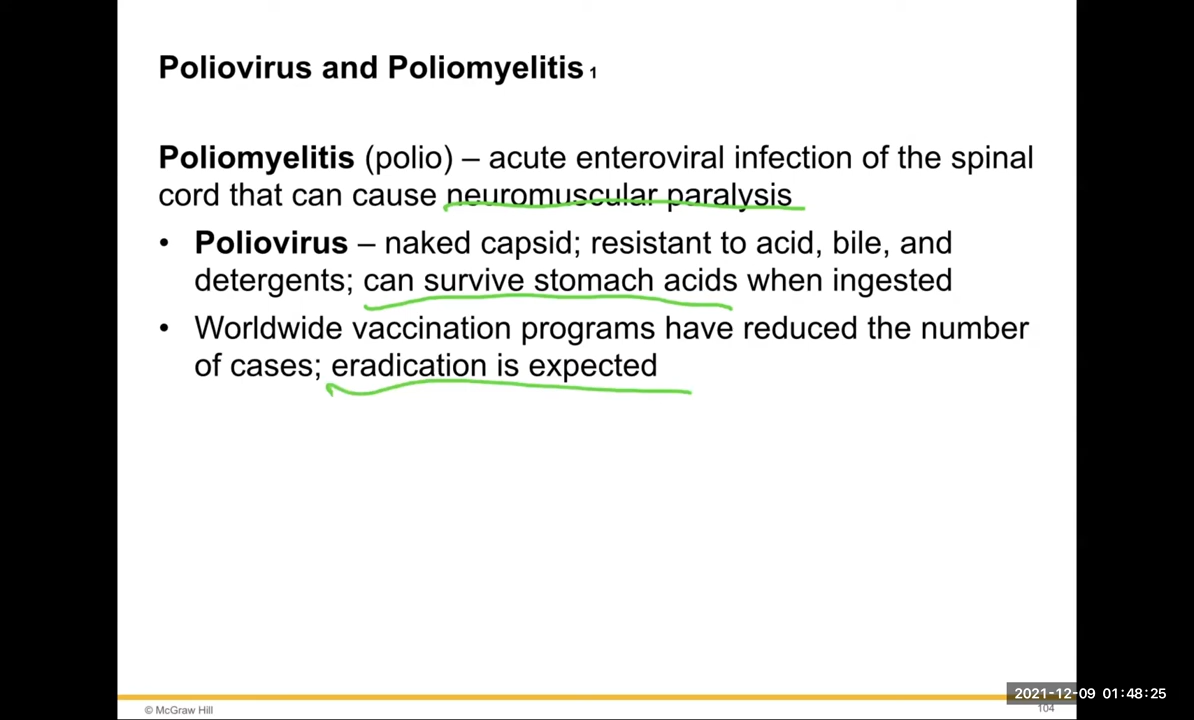 Poliovirus and Poliomyelitis 1
Poliomyelitis (polio) – acute enteroviral infection of the spinal
cord that can cause neuromuscular paralysis
• Poliovirus – naked capsid; resistant to acid, bile, and
detergents; can survive stomach acids when ingested
• Worldwide vaccination programs have reduced the number
of cases; eradication is expected
2021-12-09 01:48:25
© McGraw Hill
104